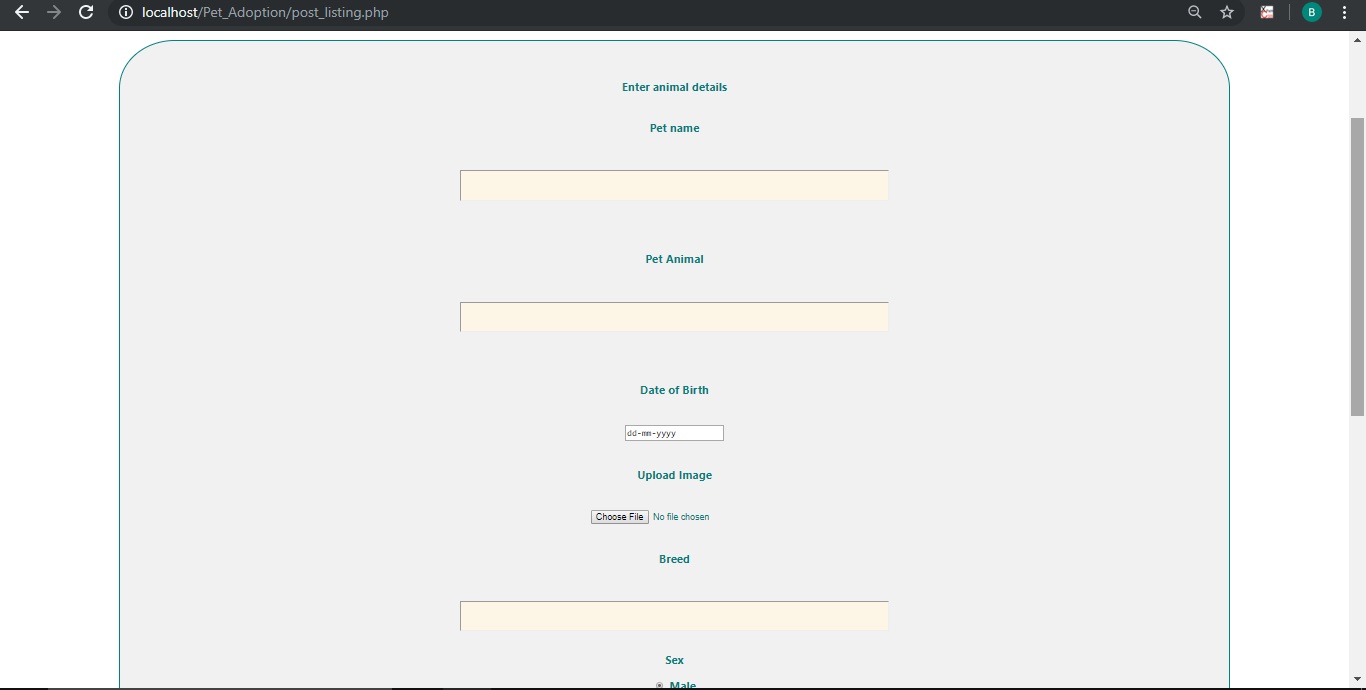 localhost/Pet_Adoption/post_listing.php
B
Enter animal details
Pet name
Pet Animal
Date of Birth
dd-mm-yyyy
Upload Image
Choose File No file chosen
Breed
Sex
Male